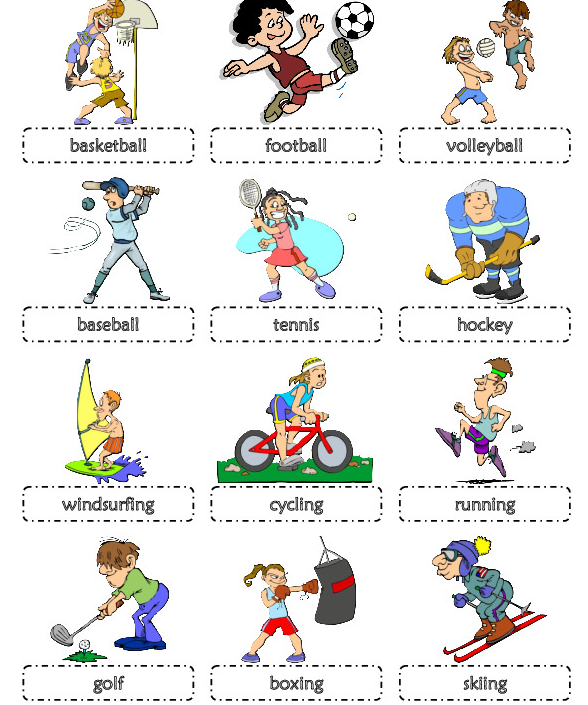 basketball
football
volleyball
baseball
tennis
hockey
windsurfing
cycling
running
golf
boxing
skiing